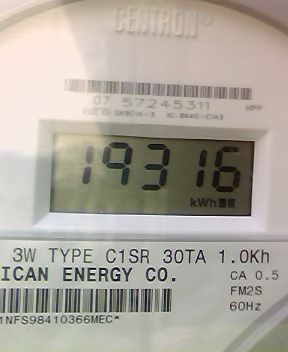 CENTRON®
07 57245311 HPP
19316
kWh
3W TYPE C1SR 30TA 1.0Kh
ICAN ENERGY CO. CA 0.5
FM2S
60Hz
1NFS98410366MEC*